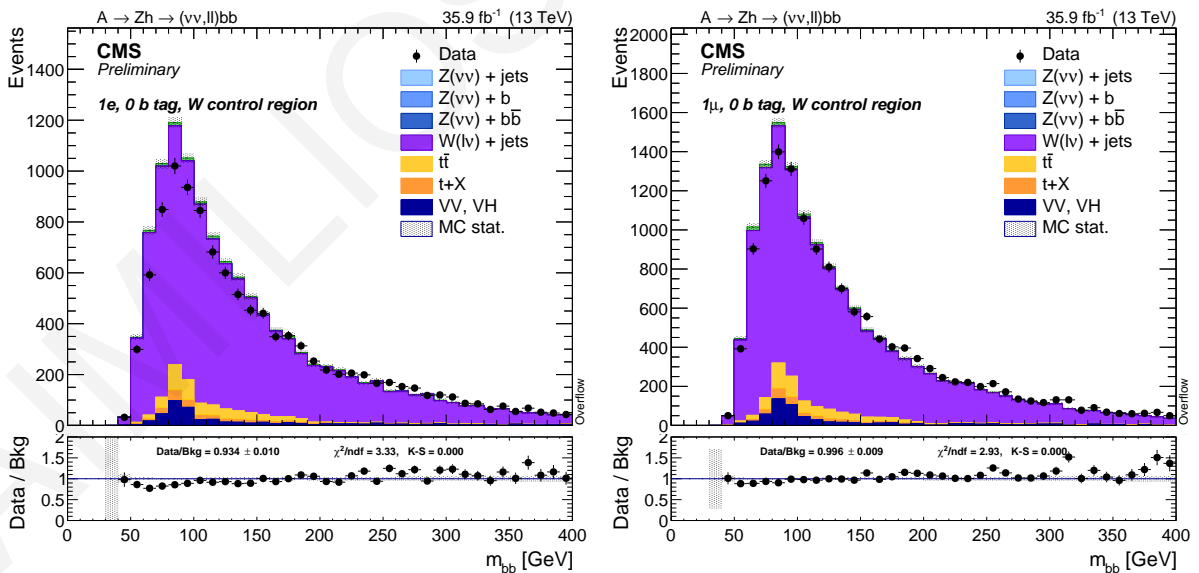 A → Zh → (νν,ll)bb 35.9 fb⁻¹ (13 TeV)
Events
CMS
Preliminary
1e, 0 b tag, W control region
Data
Z(νν) + jets
Z(νν) + b
Z(νν) + bb̅
W(lν) + jets
tt̅
t+X
VV, VH
MC stat.
1400
1200
1000
800
600
400
200
0
Overflow
Data / Bkg
2
1.5
1
0.5
0
Data/Bkg = 0.934 ± 0.010 χ²/ndf = 3.33, K-S = 0.000
0 50 100 150 200 250 300 350 400
m_bb [GeV]
A → Zh → (νν,ll)bb 35.9 fb⁻¹ (13 TeV)
Events
CMS
Preliminary
1μ, 0 b tag, W control region
Data
Z(νν) + jets
Z(νν) + b
Z(νν) + bb̅
W(lν) + jets
tt̅
t+X
VV, VH
MC stat.
2000
1800
1600
1400
1200
1000
800
600
400
200
0
Overflow
Data / Bkg
2
1.5
1
0.5
0
Data/Bkg = 0.996 ± 0.009 χ²/ndf = 2.93, K-S = 0.000
0 50 100 150 200 250 300 350 400
m_bb [GeV]